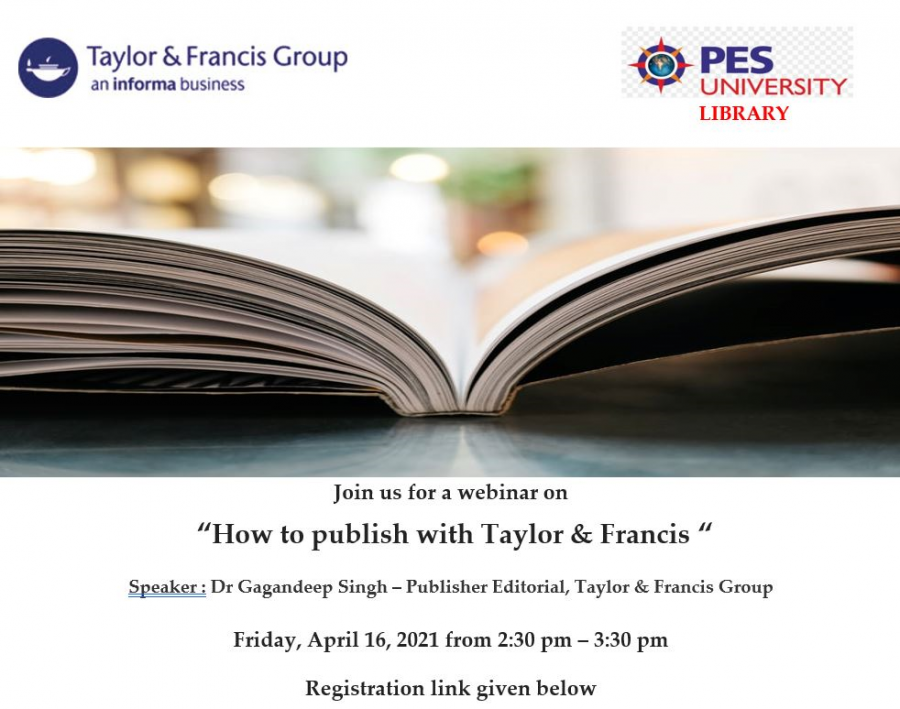 Taylor & Francis Group
an informa business
PES
UNIVERSITY
LIBRARY
Join us for a webinar on
“How to publish with Taylor & Francis “
Speaker : Dr Gagandeep Singh – Publisher Editorial, Taylor & Francis Group
Friday, April 16, 2021 from 2:30 pm – 3:30 pm
Registration link given below